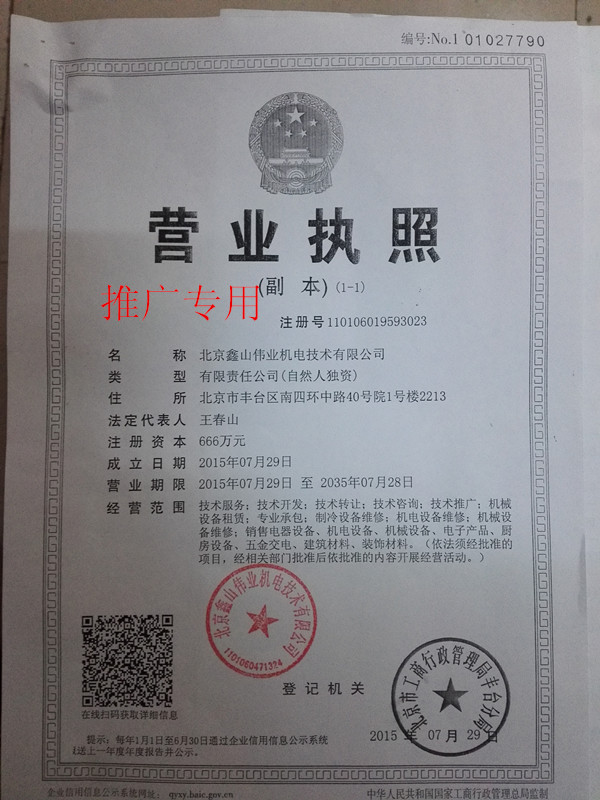 编号:No.1 01027790
营业执照
(副 本) (1-1)
推广专用
注册号110106019593023
名 称 北京鑫山伟业机电技术有限公司
类 型 有限责任公司(自然人独资)
住 所 北京市丰台区南四环中路40号院1号楼2213
法定代表人 王春山
注册资本 666万元
成立日期 2015年07月29日
营业期限 2015年07月29日 至 2035年07月28日
经营范围 技术服务；技术开发；技术转让；技术咨询；技术推广；机械
设备租赁；专业承包；制冷设备维修；机电设备维修；机械设
备维修；销售电器设备、机电设备、机械设备、电子产品、厨
房设备、五金交电、建筑材料、装饰材料。（依法须经批准的
项目，经相关部门批准后依批准的内容开展经营活动。）
北京鑫山伟业机电技术有限公司
1101060471324
在线扫码获取详细信息
登记机关
北京市工商行政管理局丰台分局
2015 年 07 月 29 日
提示：每年1月1日至6月30日通过企业信用信息公示系统
送上一年度年度报告并公示。
企业信用信息公示系统网址： qyxy.baic.gov.cn
中华人民共和国国家工商行政管理总局监制